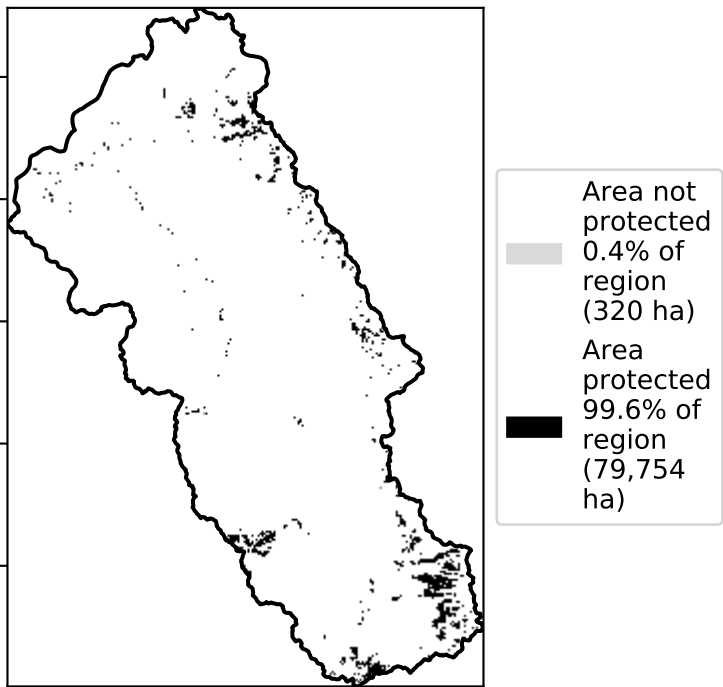 Area not
protected
0.4% of
region
(320 ha)
Area
protected
99.6% of
region
(79,754
ha)